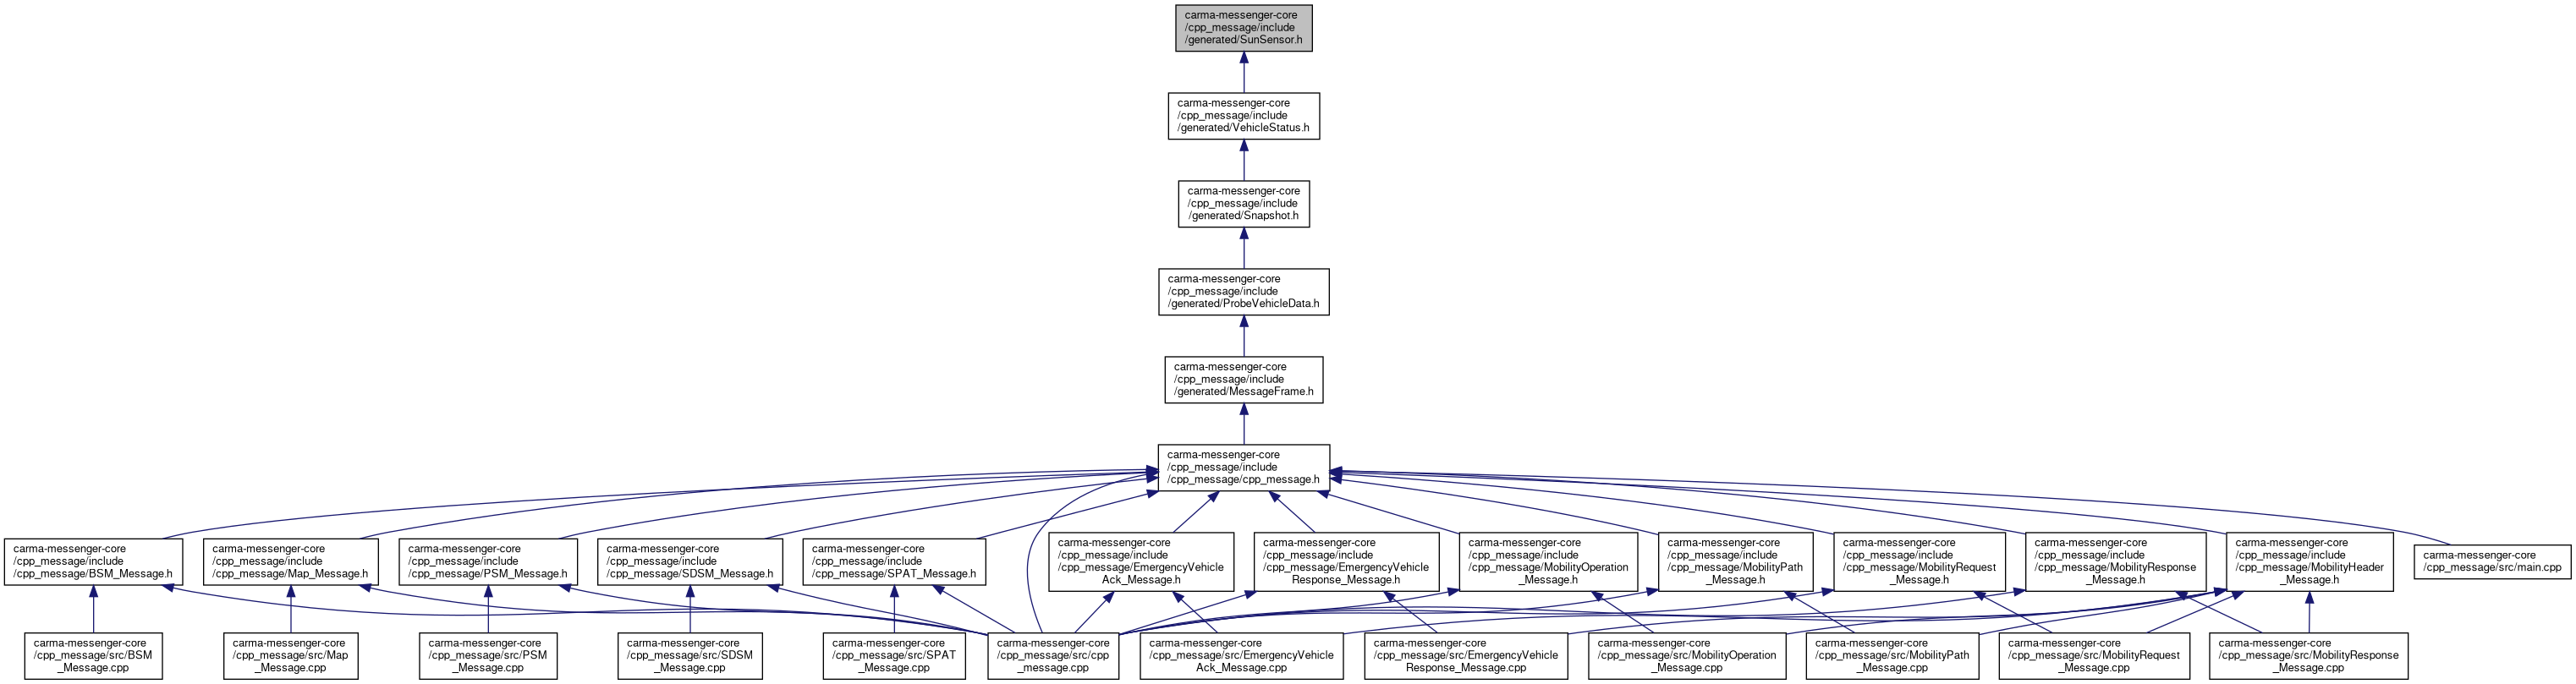 carma-messenger-core
/cpp_message/include
/generated/SunSensor.h
carma-messenger-core
/cpp_message/include
/generated/VehicleStatus.h
carma-messenger-core
/cpp_message/include
/generated/Snapshot.h
carma-messenger-core
/cpp_message/include
/generated/ProbeVehicleData.h
carma-messenger-core
/cpp_message/include
/generated/MessageFrame.h
carma-messenger-core
/cpp_message/include
/cpp_message/cpp_message.h
carma-messenger-core
/cpp_message/include
/cpp_message/BSM_Message.h
carma-messenger-core
/cpp_message/include
/cpp_message/Map_Message.h
carma-messenger-core
/cpp_message/include
/cpp_message/PSM_Message.h
carma-messenger-core
/cpp_message/include
/cpp_message/SDSM_Message.h
carma-messenger-core
/cpp_message/include
/cpp_message/SPAT_Message.h
carma-messenger-core
/cpp_message/include
/cpp_message/EmergencyVehicle
Ack_Message.h
carma-messenger-core
/cpp_message/include
/cpp_message/EmergencyVehicle
Response_Message.h
carma-messenger-core
/cpp_message/include
/cpp_message/MobilityOperation
_Message.h
carma-messenger-core
/cpp_message/include
/cpp_message/MobilityPath
_Message.h
carma-messenger-core
/cpp_message/include
/cpp_message/MobilityRequest
_Message.h
carma-messenger-core
/cpp_message/include
/cpp_message/MobilityResponse
_Message.h
carma-messenger-core
/cpp_message/include
/cpp_message/MobilityHeader
_Message.h
carma-messenger-core
/cpp_message/src/main.cpp
carma-messenger-core
/cpp_message/src/BSM
_Message.cpp
carma-messenger-core
/cpp_message/src/Map
_Message.cpp
carma-messenger-core
/cpp_message/src/PSM
_Message.cpp
carma-messenger-core
/cpp_message/src/SDSM
_Message.cpp
carma-messenger-core
/cpp_message/src/SPAT
_Message.cpp
carma-messenger-core
/cpp_message/src/cpp
_message.cpp
carma-messenger-core
/cpp_message/src/EmergencyVehicle
Ack_Message.cpp
carma-messenger-core
/cpp_message/src/EmergencyVehicle
Response_Message.cpp
carma-messenger-core
/cpp_message/src/MobilityOperation
_Message.cpp
carma-messenger-core
/cpp_message/src/MobilityPath
_Message.cpp
carma-messenger-core
/cpp_message/src/MobilityRequest
_Message.cpp
carma-messenger-core
/cpp_message/src/MobilityResponse
_Message.cpp